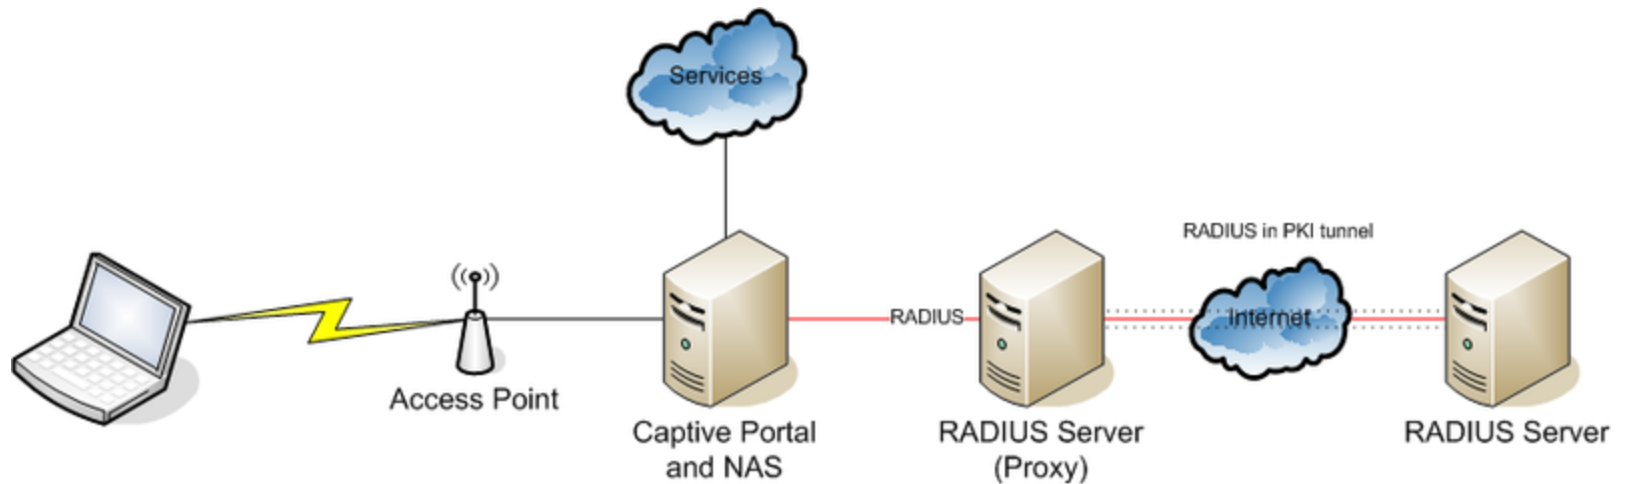 Services
RADIUS in PKI tunnel
RADIUS
Internet
Access Point
Captive Portal
and NAS
RADIUS Server
(Proxy)
RADIUS Server